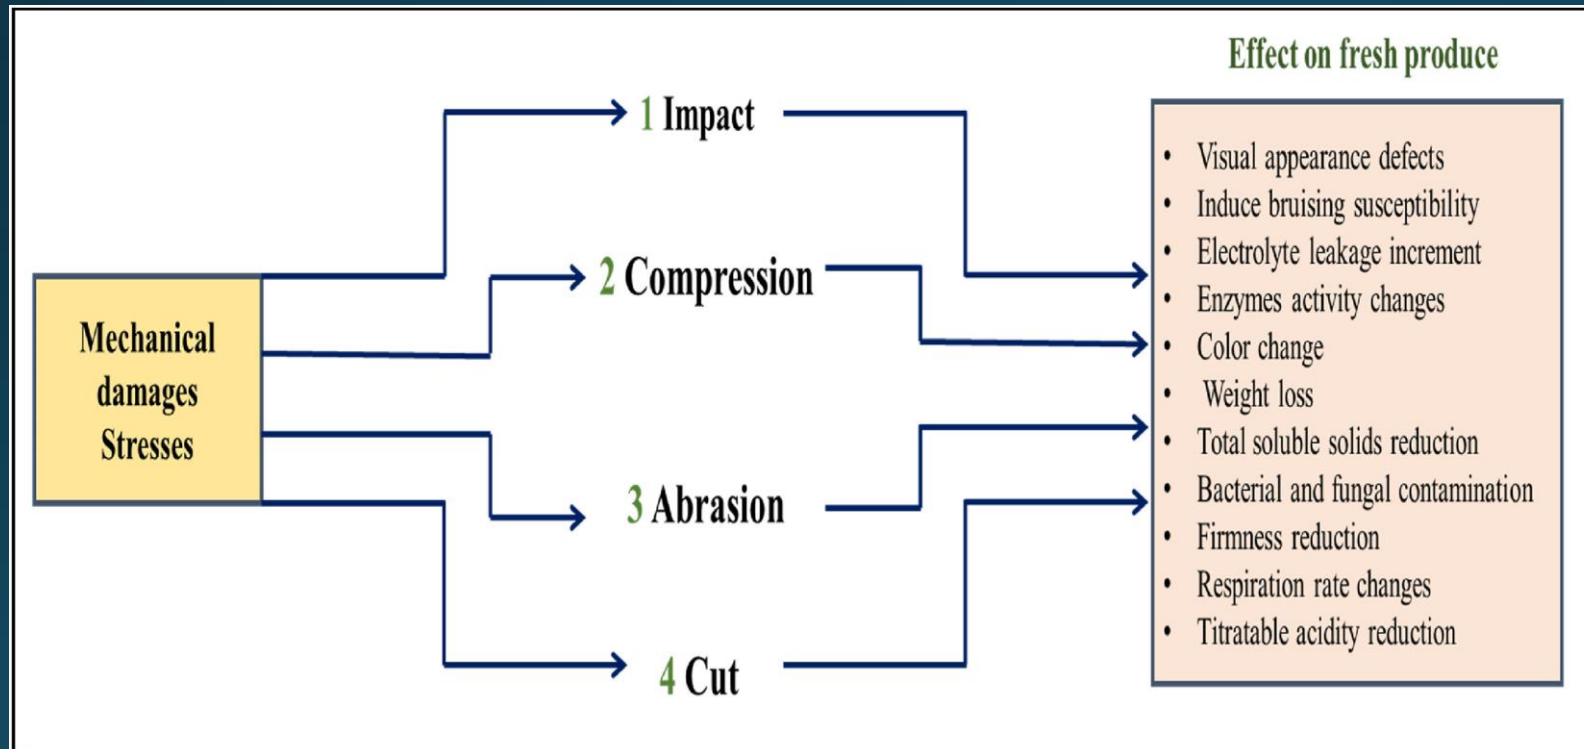 Effect on fresh produce
Mechanical
damages
Stresses
1 Impact
2 Compression
3 Abrasion
4 Cut
• Visual appearance defects
• Induce bruising susceptibility
• Electrolyte leakage increment
• Enzymes activity changes
• Color change
• Weight loss
• Total soluble solids reduction
• Bacterial and fungal contamination
• Firmness reduction
• Respiration rate changes
• Titratable acidity reduction